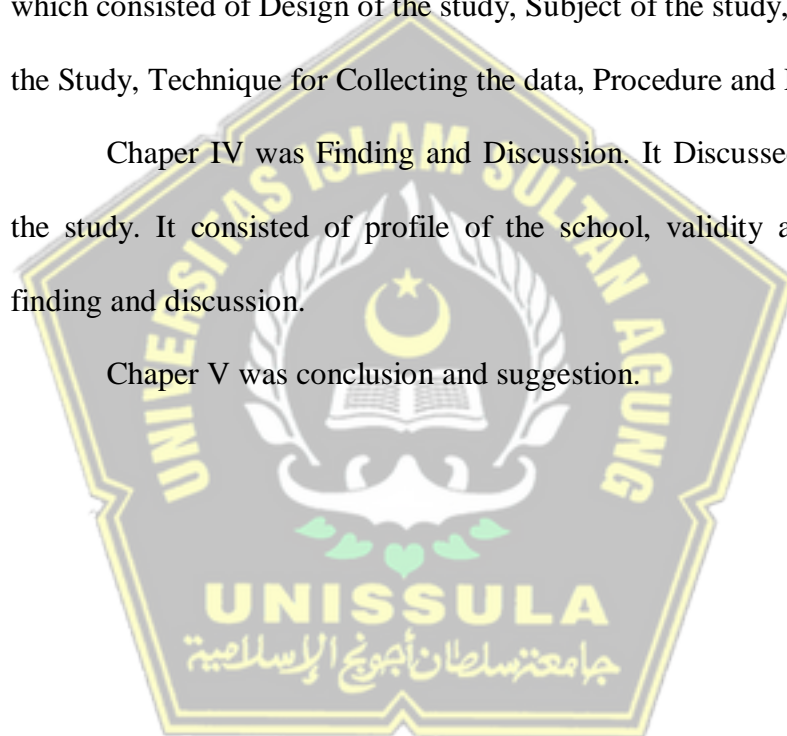 which consisted of Design of the study, Subject of the study,
the Study, Technique for Collecting the data, Procedure and
Chaper IV was Finding and Discussion. It Discusse
the study. It consisted of profile of the school, validity a
finding and discussion.
Chaper V was conclusion and suggestion.
UNIVERSITAS ISLAM SULTAN AGUNG
UNISSULA
جامعة سلطان أجونج الإسلامية